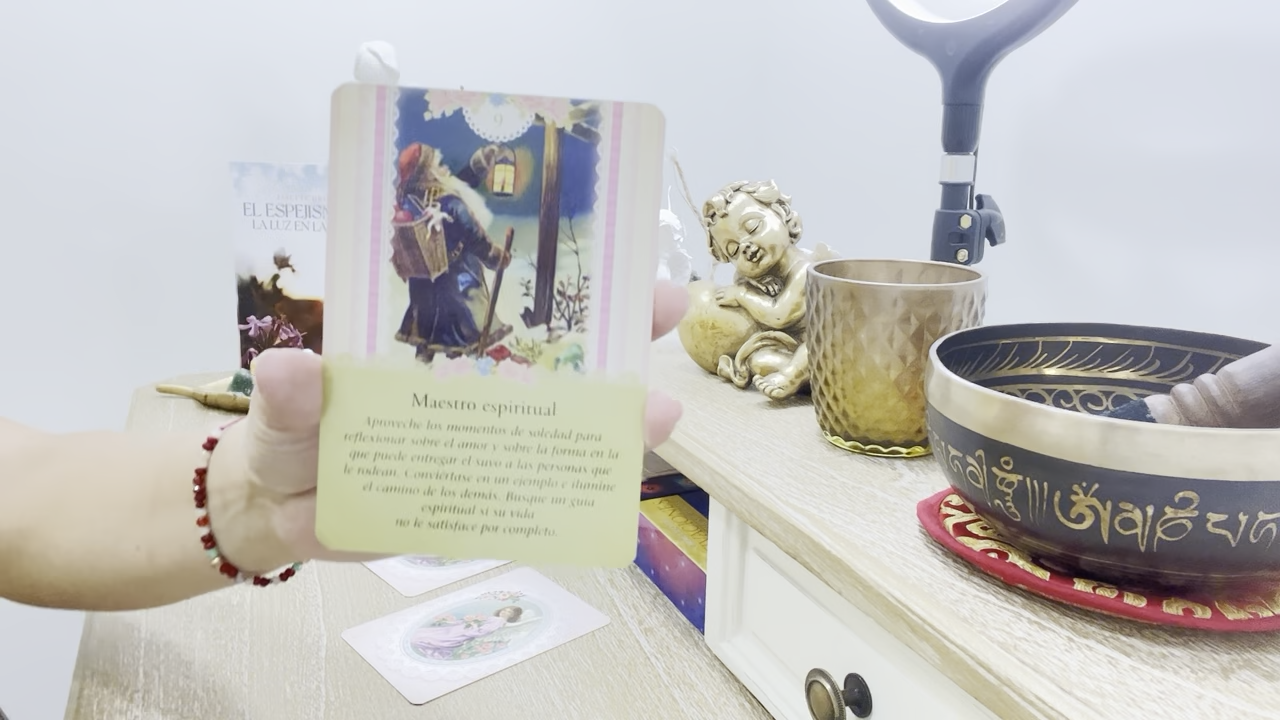 9
EL ESPEJISM
LA LUZ EN LA
Maestro espiritual
Aproveche los momentos de soledad para
reflexionar sobre el amor y sobre la forma en la
que puede entregar el suyo a las personas que
le rodean. Conviértase en un ejemplo e ilumine
el camino de los demás. Busque un guía
espiritual si su vida
no le satisface por completo.